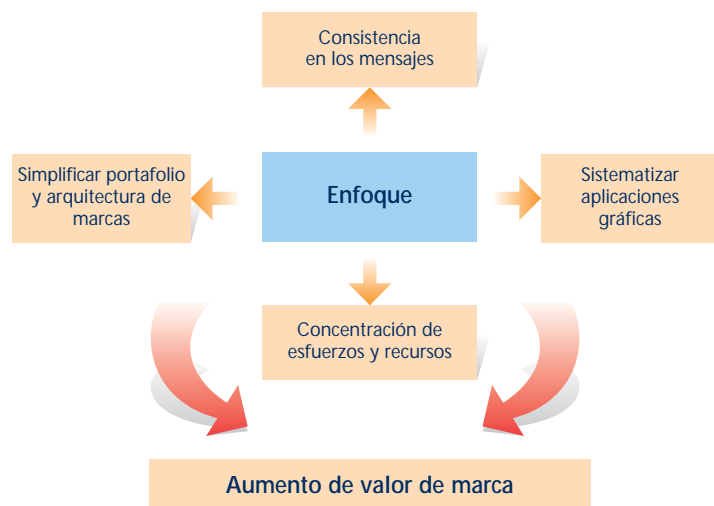 Consistencia
en los mensajes
Simplificar portafolio
y arquitectura de
marcas
Enfoque
Sistematizar
aplicaciones
gráficas
Concentración de
esfuerzos y recursos
Aumento de valor de marca